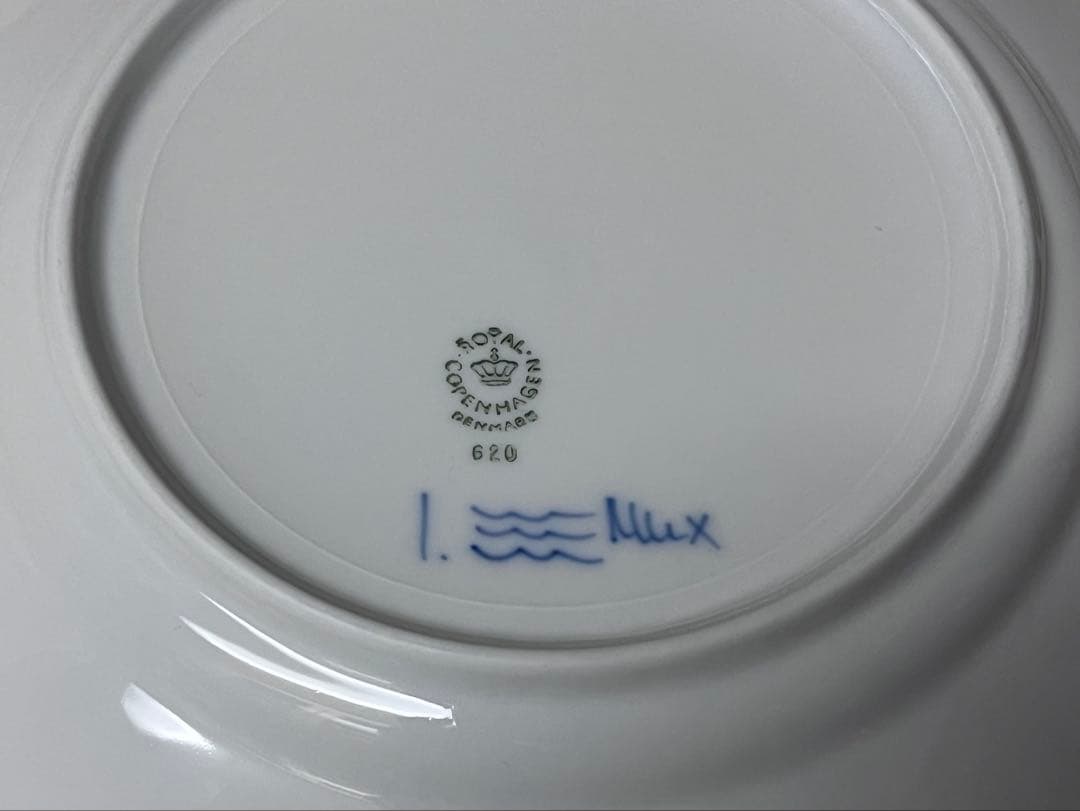 ROYAL
COPENHAGEN
DENMARK
620
1.